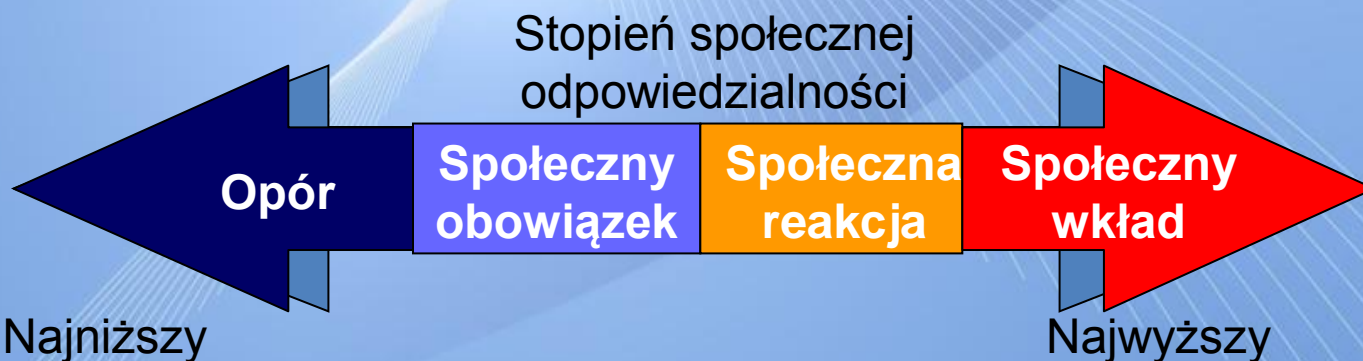 Stopień społecznej
odpowiedzialności
Opór
Społeczny
obowiązek
Społeczna
reakcja
Społeczny
wkład
Najniższy
Najwyższy